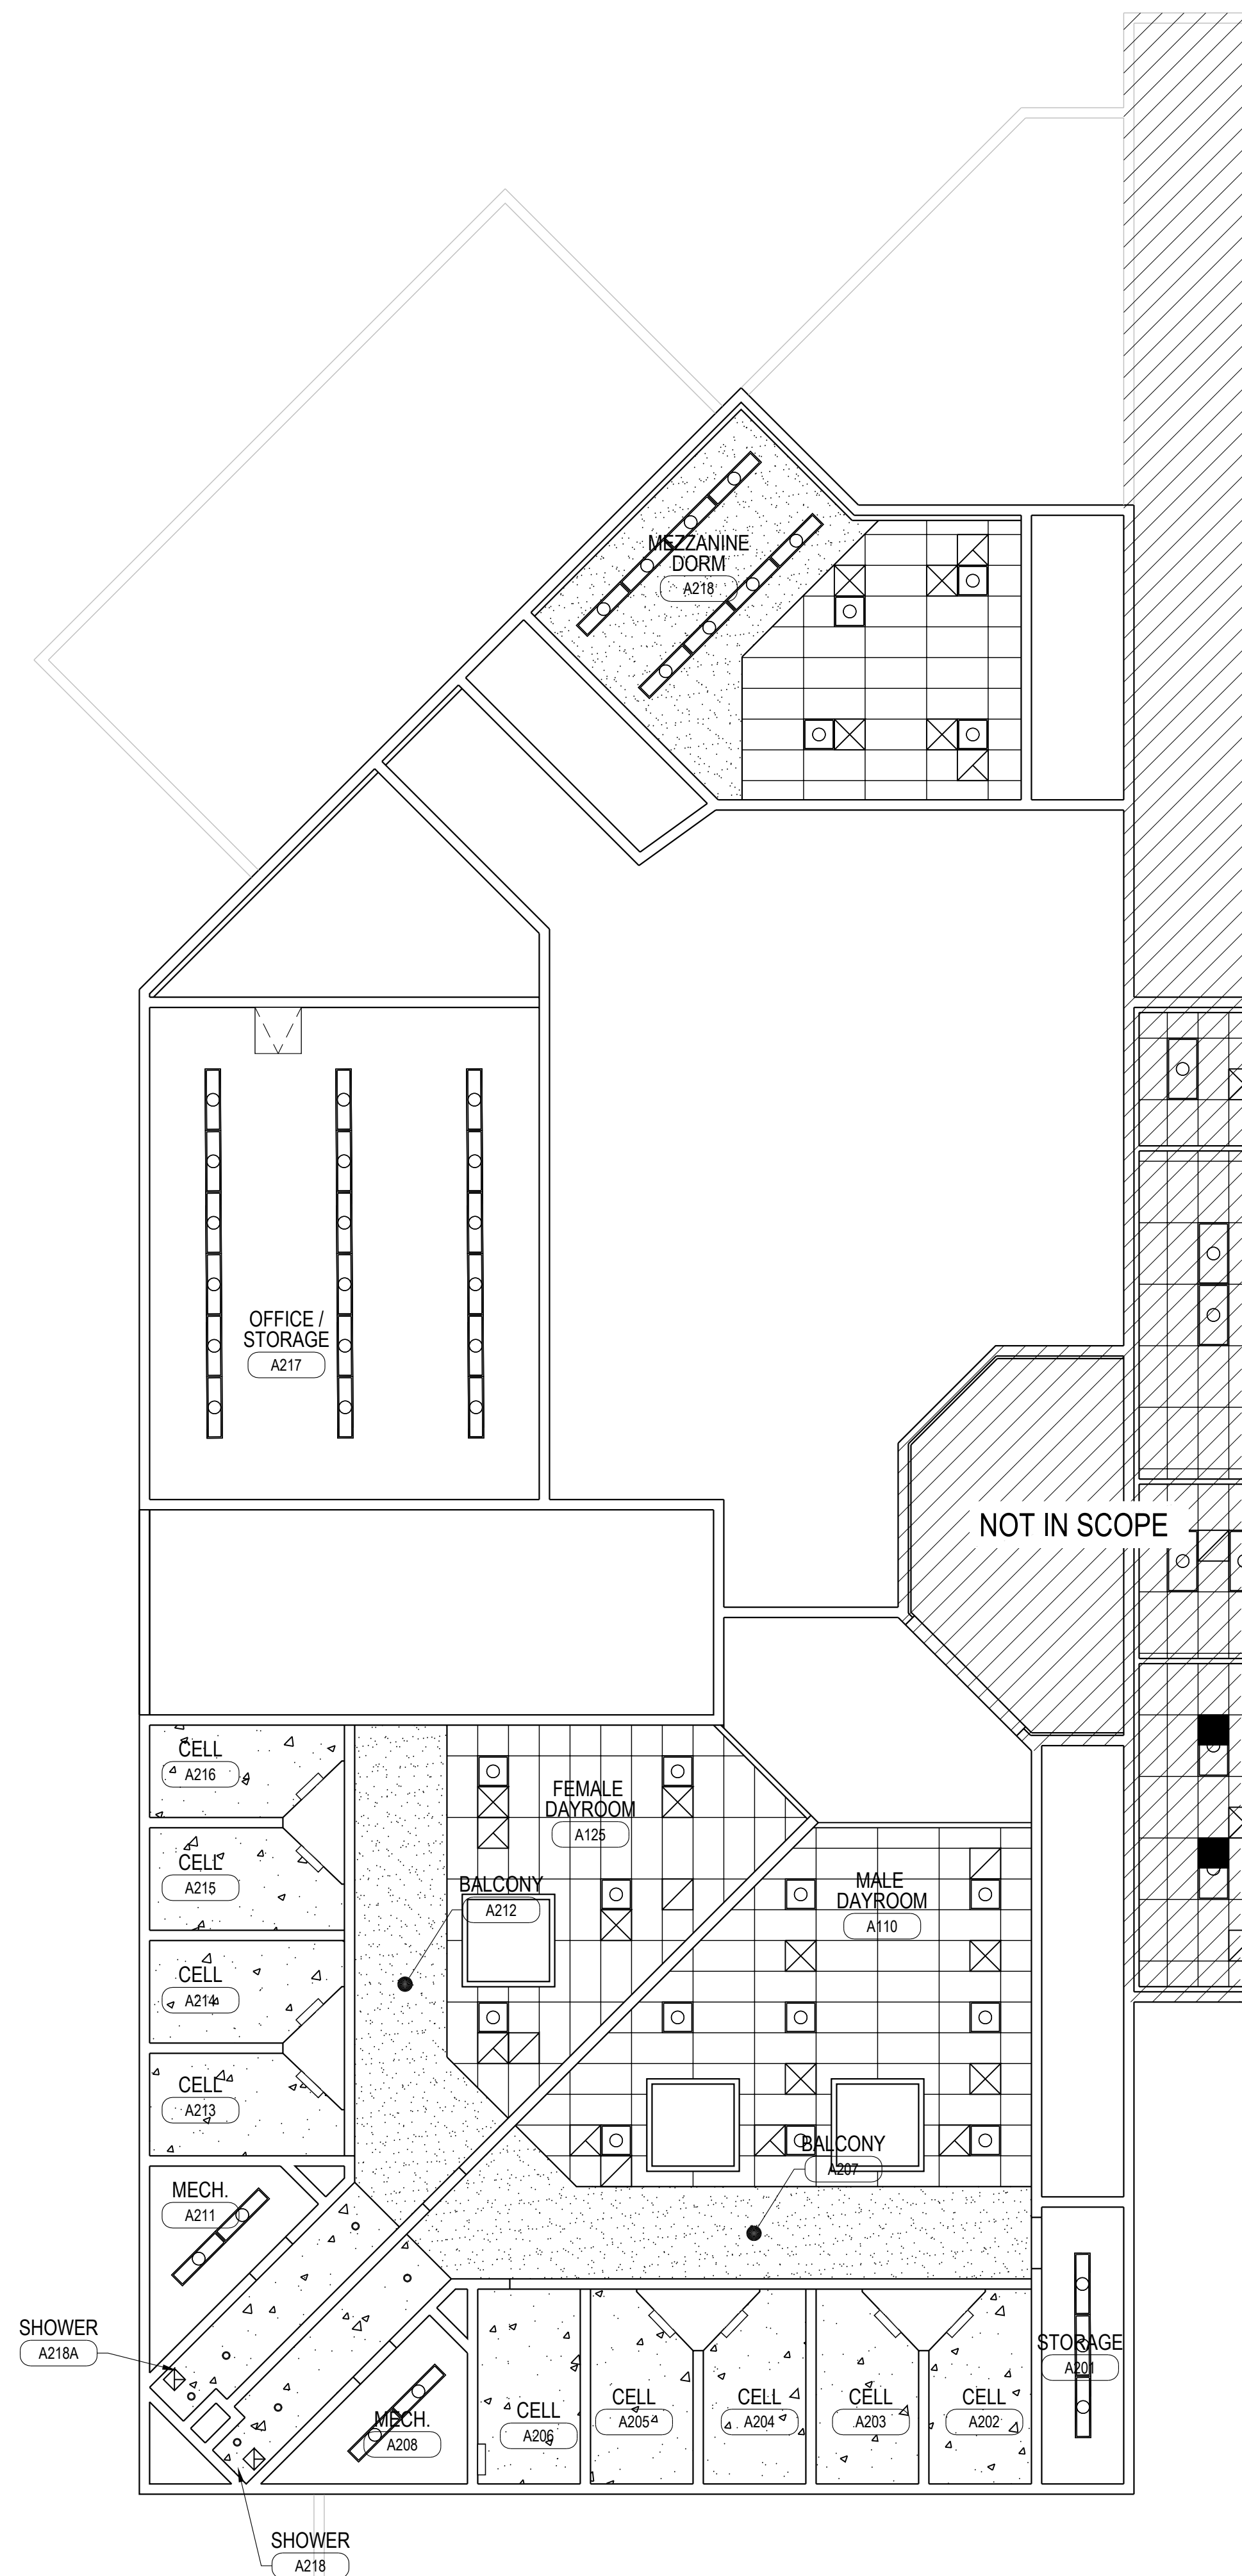 MEZZANINE
DORM
A218
OFFICE /
STORAGE
A217
NOT IN SCOPE
CELL
A216
FEMALE
DAYROOM
A125
CELL
A215
BALCONY
A212
MALE
DAYROOM
A110
CELL
A214
CELL
A213
BALCONY
A207
MECH.
A211
SHOWER
A218A
STORAGE
A201
MECH.
A208
CELL
A206
CELL
A205
CELL
A204
CELL
A203
CELL
A202
SHOWER
A218